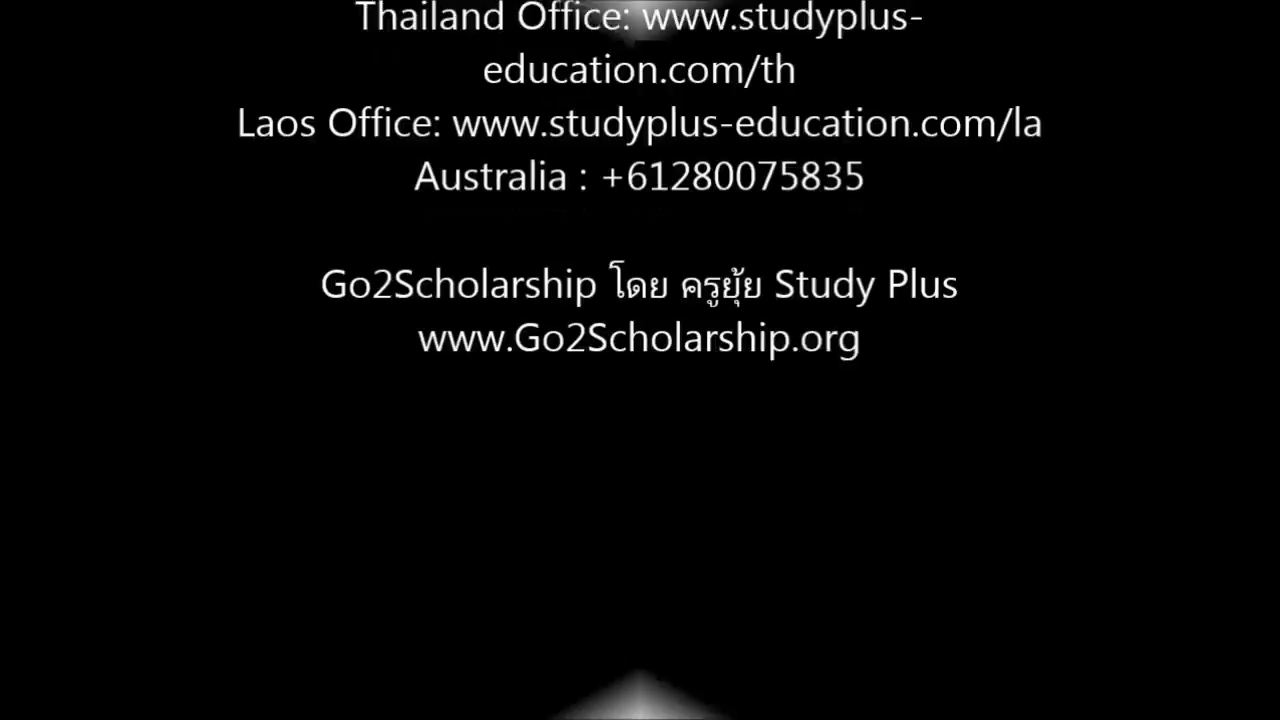 Thailand Office: www.studyplus-
education.com/th
Laos Office: www.studyplus-education.com/la
Australia : +61280075835
Go2Scholarship โดย ครูยุ้ย Study Plus
www.Go2Scholarship.org